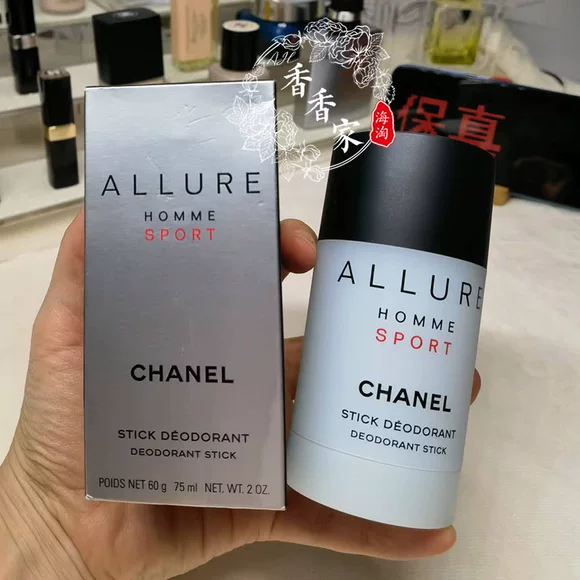 香香家
海淘
保真
ALLURE
HOMME
SPORT
CHANEL
STICK DÉODORANT
DEODORANT STICK
POIDS NET 60 g 75 ml NET. WT. 2 OZ.
ALLURE
HOMME
SPORT
CHANEL
STICK DÉODORANT
DEODORANT STICK